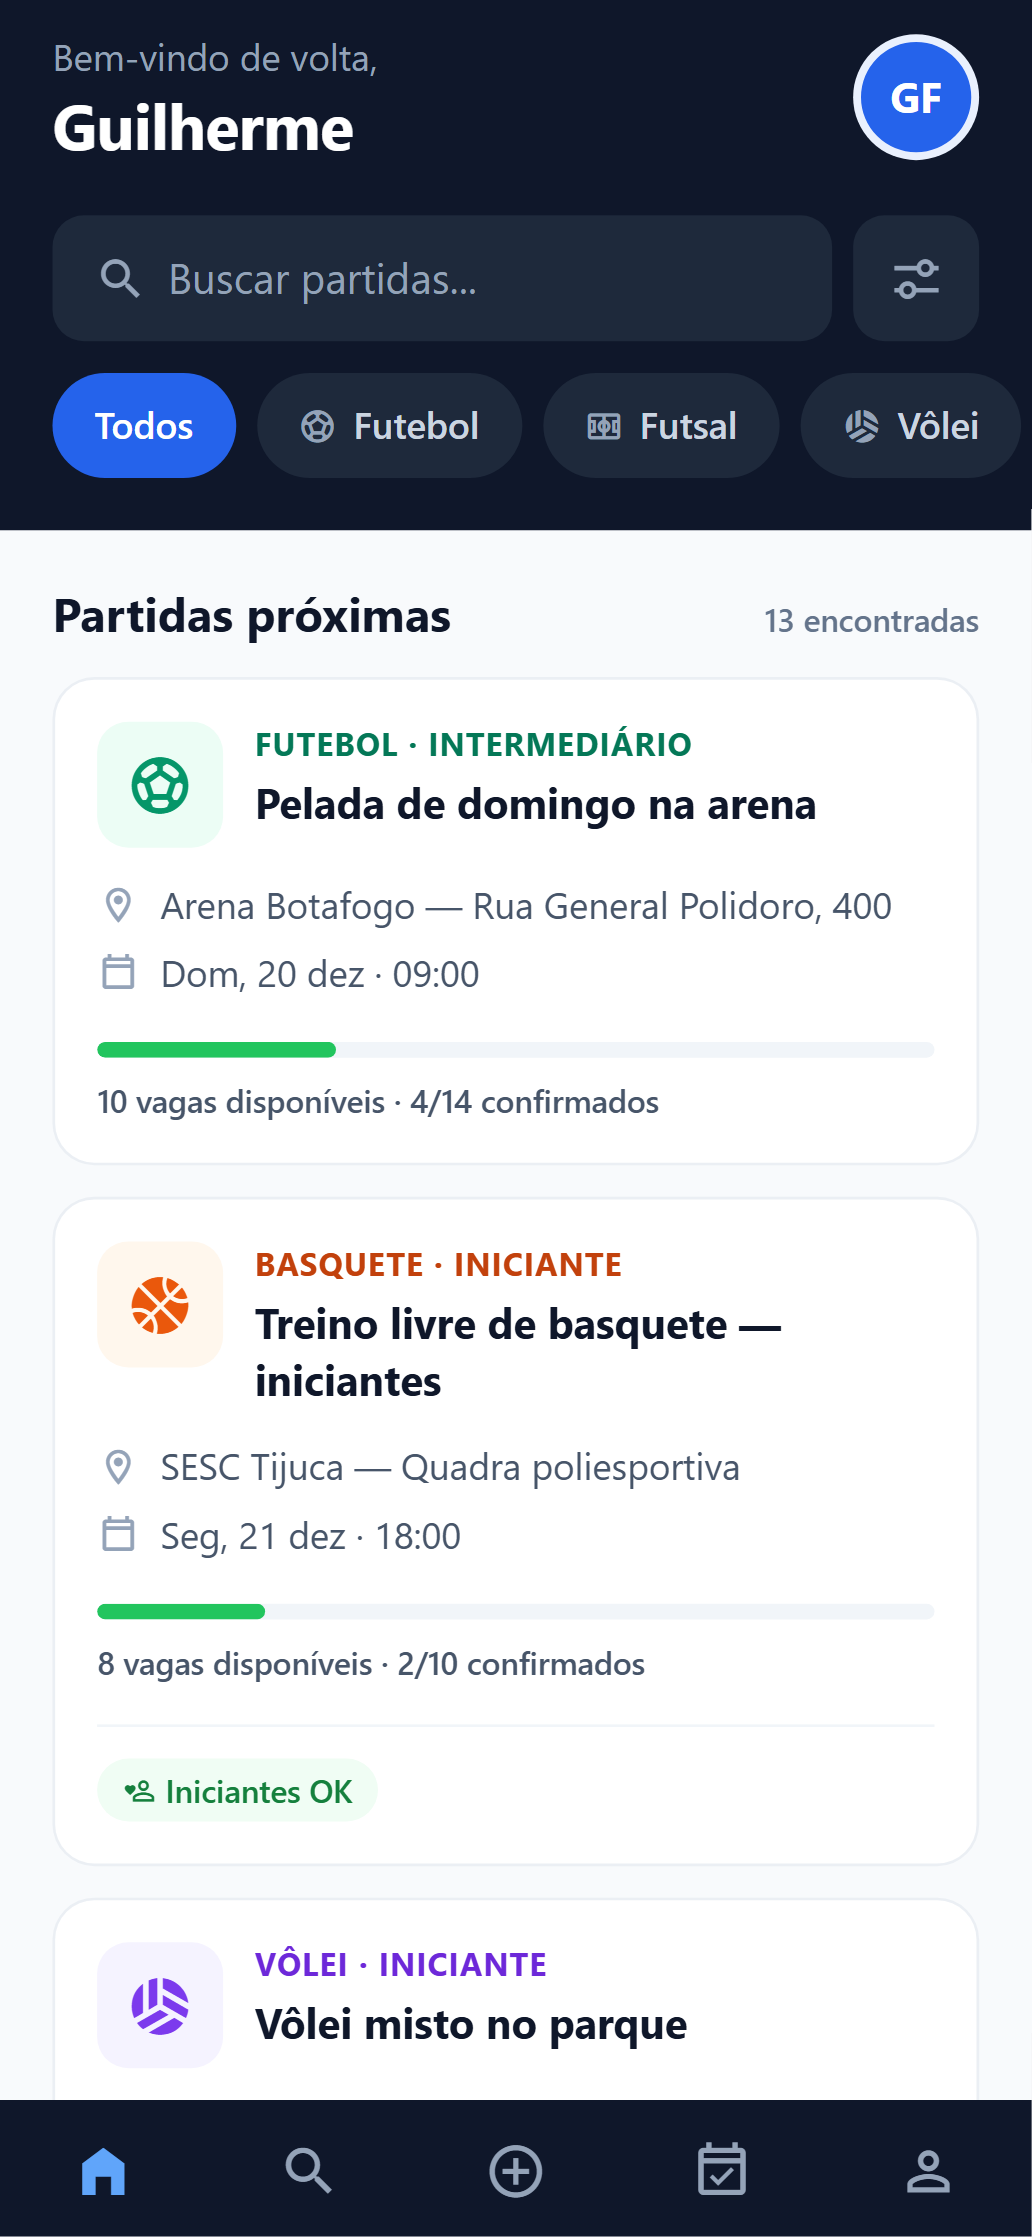 Bem-vindo de volta,
Guilherme
GF
Buscar partidas...
Todos
Futebol
Futsal
Vôlei
Partidas próximas
13 encontradas
FUTEBOL · INTERMEDIÁRIO
Pelada de domingo na arena
Arena Botafogo — Rua General Polidoro, 400
Dom, 20 dez · 09:00
10 vagas disponíveis · 4/14 confirmados
BASQUETE · INICIANTE
Treino livre de basquete —
iniciantes
SESC Tijuca — Quadra poliesportiva
Seg, 21 dez · 18:00
8 vagas disponíveis · 2/10 confirmados
Iniciantes OK
VÔLEI · INICIANTE
Vôlei misto no parque